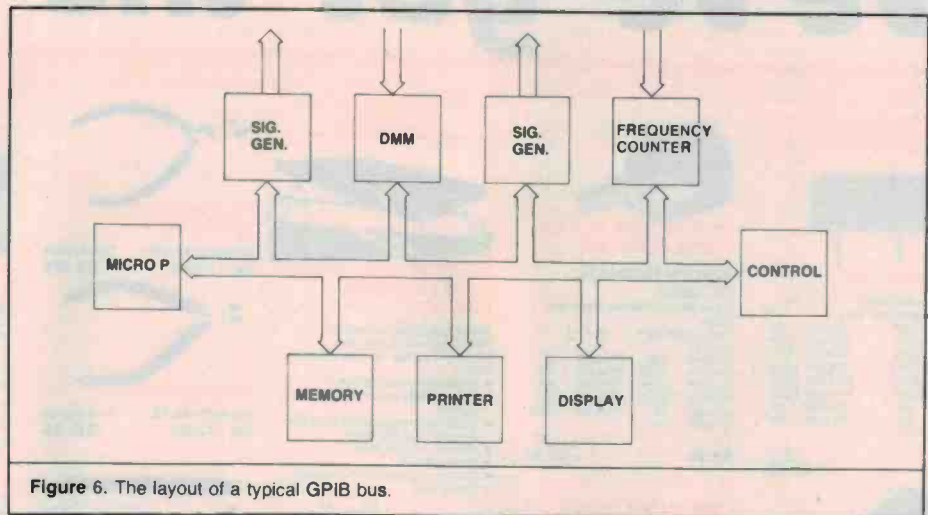 SIG.
GEN.
DMM
SIG.
GEN.
FREQUENCY
COUNTER
MICRO P
CONTROL
MEMORY
PRINTER
DISPLAY
Figure 6. The layout of a typical GPIB bus.